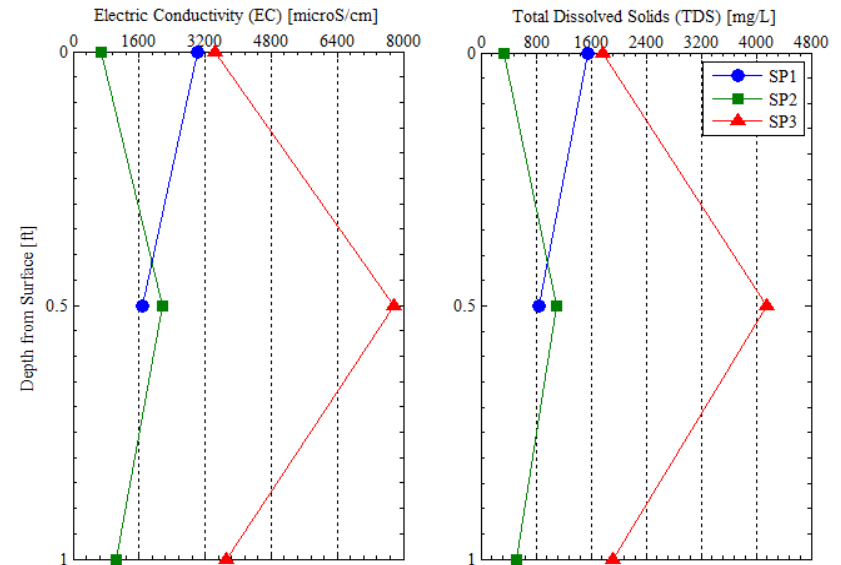 Electric Conductivity (EC) [microS/cm]
0 1600 3200 4800 6400 8000
Total Dissolved Solids (TDS) [mg/L]
0 800 1600 2400 3200 4000 4800
Depth from Surface [ft]
0
0.5
1
0
0.5
1
SP1
SP2
SP3